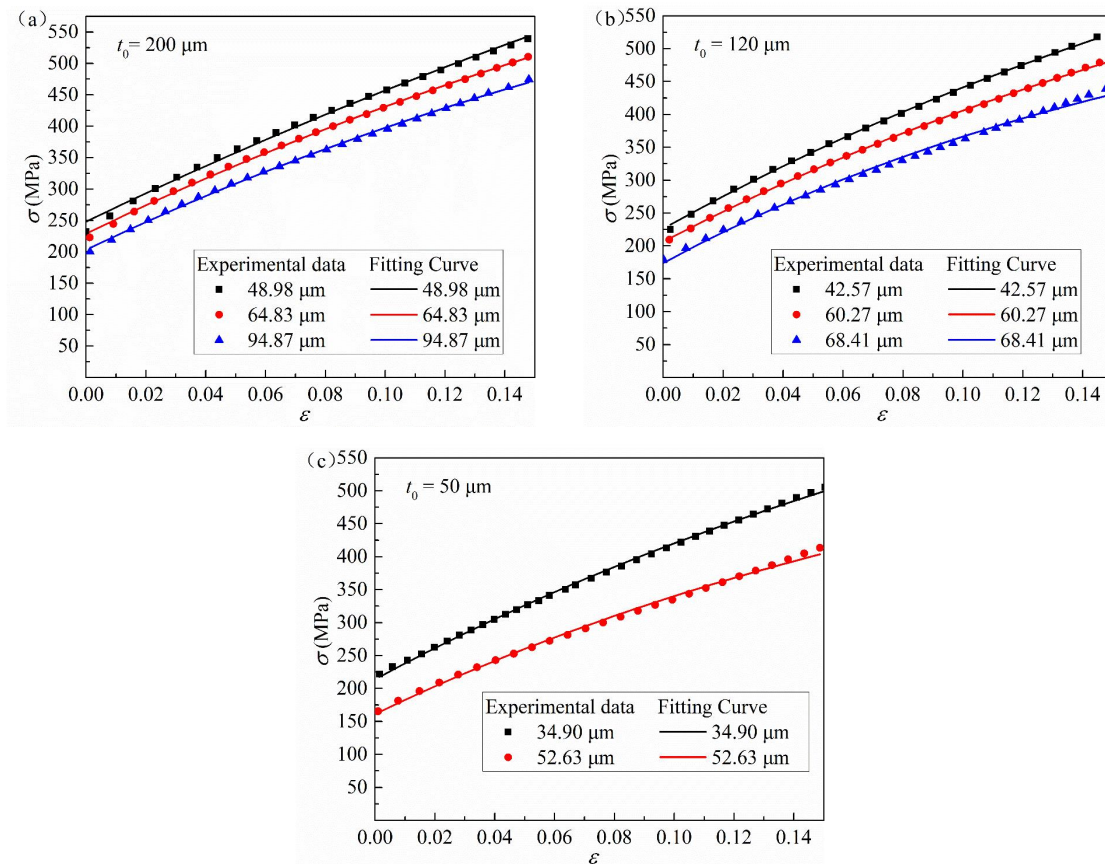 (a)
t0 = 200 μm
550
500
450
400
350
300
250
200
150
100
50
σ (MPa)
Experimental data Fitting Curve
48.98 μm 48.98 μm
64.83 μm 64.83 μm
94.87 μm 94.87 μm
0.00 0.02 0.04 0.06 0.08 0.10 0.12 0.14
ε
(b)
t0 = 120 μm
550
500
450
400
350
300
250
200
150
100
50
σ (MPa)
Experimental data Fitting Curve
42.57 μm 42.57 μm
60.27 μm 60.27 μm
68.41 μm 68.41 μm
0.00 0.02 0.04 0.06 0.08 0.10 0.12 0.14
ε
(c)
t0 = 50 μm
550
500
450
400
350
300
250
200
150
100
50
σ (MPa)
Experimental data Fitting Curve
34.90 μm 34.90 μm
52.63 μm 52.63 μm
0.00 0.02 0.04 0.06 0.08 0.10 0.12 0.14
ε